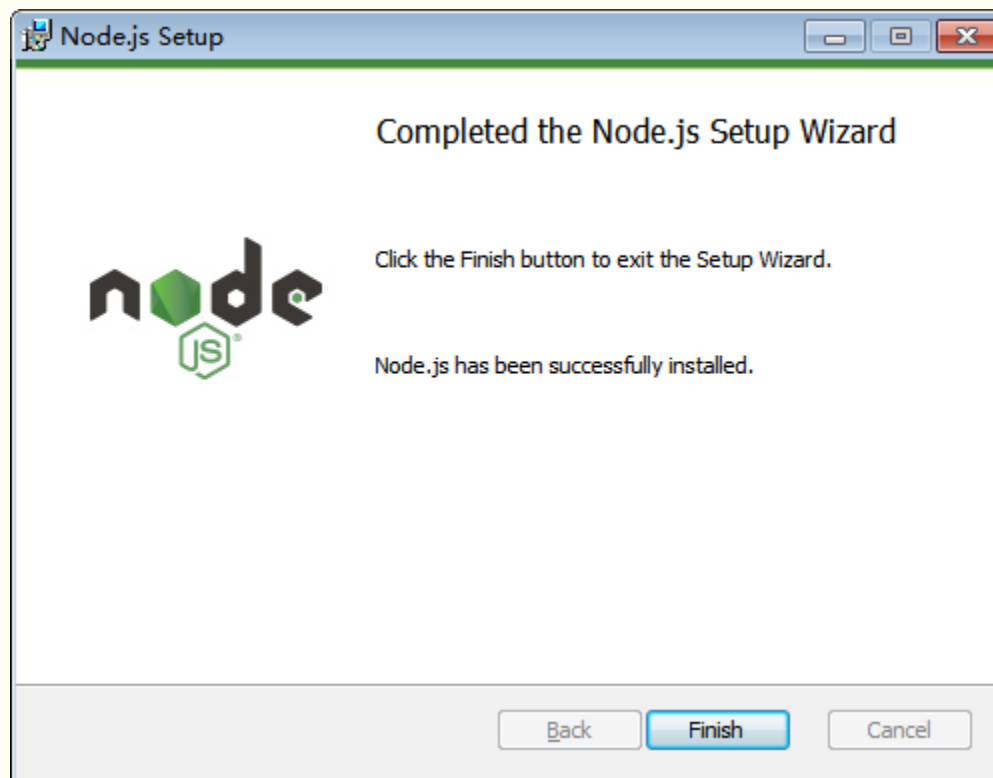 Node.js Setup
Completed the Node.js Setup Wizard
Click the Finish button to exit the Setup Wizard.
node
JS®
Node.js has been successfully installed.
Back Finish Cancel